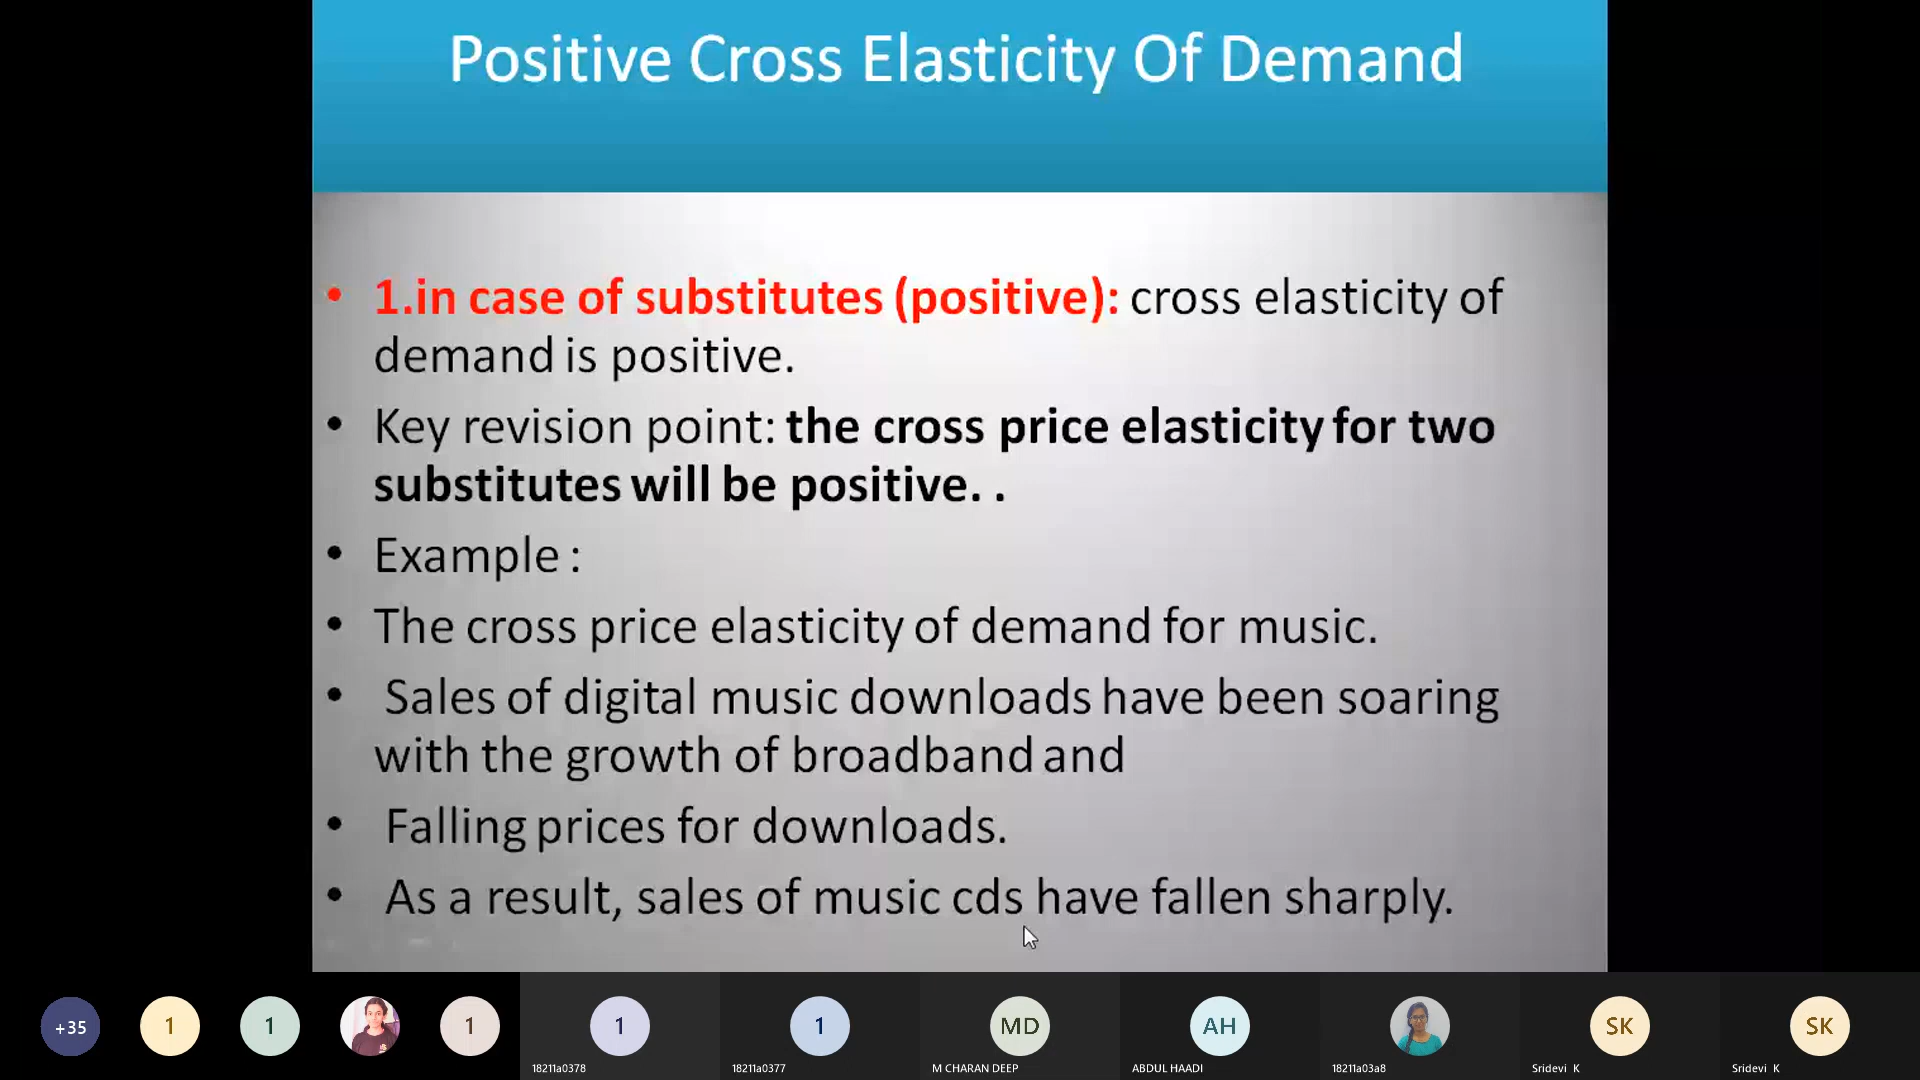 Positive Cross Elasticity Of Demand
• 1.in case of substitutes (positive): cross elasticity of
demand is positive.
• Key revision point: the cross price elasticity for two
substitutes will be positive. .
• Example :
• The cross price elasticity of demand for music.
• Sales of digital music downloads have been soaring
with the growth of broadband and
• Falling prices for downloads.
• As a result, sales of music cds have fallen sharply.
+35
1
1
1
1
18211a0378
1
18211a0377
MD
M CHARAN DEEP
AH
ABDUL HAADI
18211a03a8
SK
Sridevi K
SK
Sridevi K